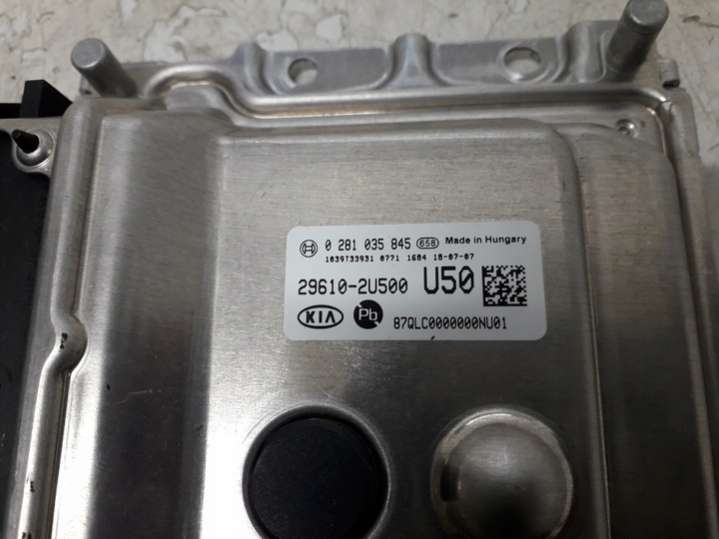 0 281 035 845 658 Made in Hungary
1039T33931 0771 1684 18-07-07
29610-2U500 U50
KIA Pb 87QLC0000000NU01